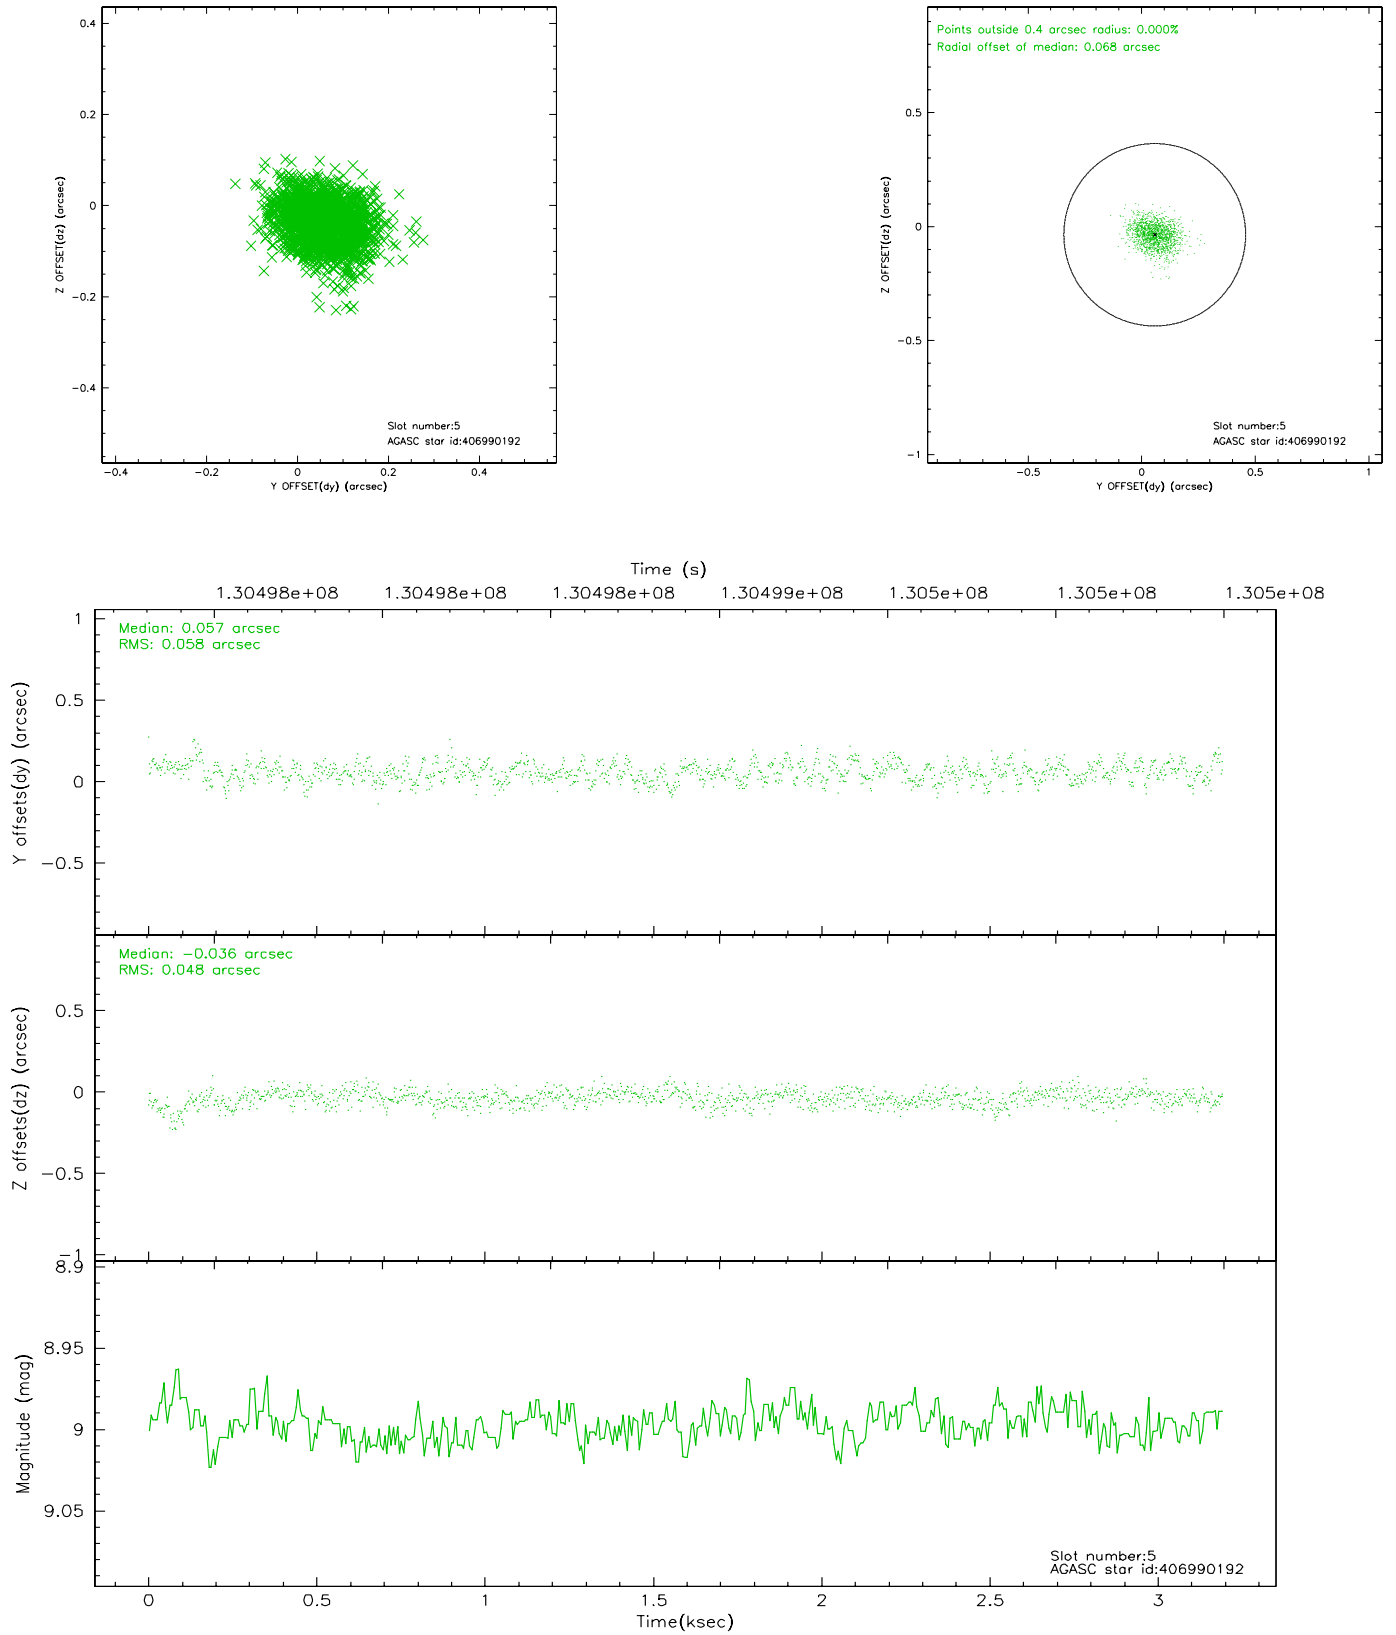 0.4
0.2
0
−0.2
−0.4
Z OFFSET(dz) (arcsec)
Slot number:5
AGASC star id:406990192
−0.4 −0.2 0 0.2 0.4
Y OFFSET(dy) (arcsec)
Points outside 0.4 arcsec radius: 0.000%
Radial offset of median: 0.068 arcsec
0.5
0
−0.5
−1
Z OFFSET(dz) (arcsec)
Slot number:5
AGASC star id:406990192
−0.5 0 0.5 1
Y OFFSET(dy) (arcsec)
Time (s)
1.30498e+08 1.30498e+08 1.30498e+08 1.30499e+08 1.305e+08 1.305e+08 1.305e+08
Median: 0.057 arcsec
RMS: 0.058 arcsec
1
0.5
0
−0.5
Y offsets(dy) (arcsec)
Median: −0.036 arcsec
RMS: 0.048 arcsec
0.5
0
−0.5
−1
Z offsets(dz) (arcsec)
8.9
8.95
9
9.05
Magnitude (mag)
Slot number:5
AGASC star id:406990192
0 0.5 1 1.5 2 2.5 3
Time(ksec)